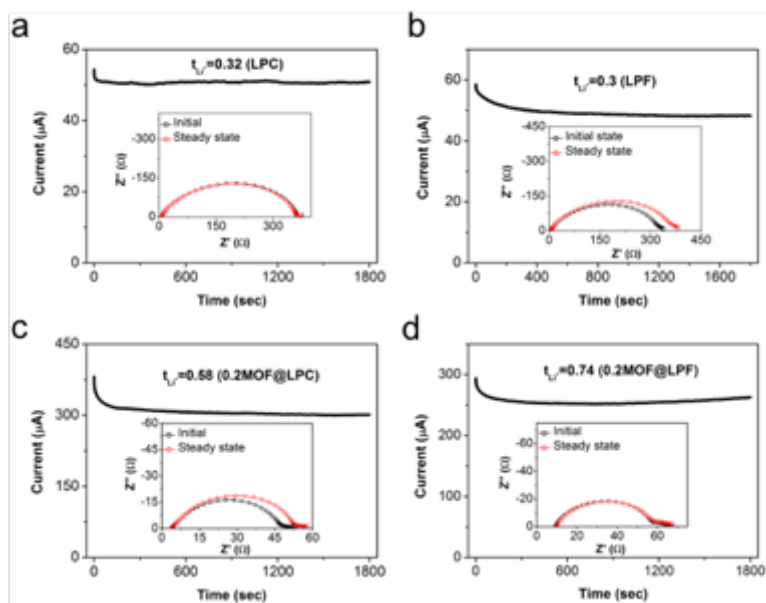 a
60
40
20
0
Current (μA)
t Li+=0.32 (LPC)
Initial
Steady state
-300
-150
0
Z'' (Ω)
0 150 300
Z' (Ω)
0 600 1200 1800
Time (sec)
b
80
60
40
20
0
Current (μA)
t Li+=0.3 (LPF)
Initial state
Steady state
-450
-300
-150
0
Z'' (Ω)
0 150 300 450
Z' (Ω)
0 400 800 1200 1600
Time (sec)
c
450
300
150
0
Current (μA)
t Li+=0.58 (0.2MOF@LPC)
Initial
Steady state
-60
-45
-30
-15
0
Z'' (Ω)
0 15 30 45 60
Z' (Ω)
0 600 1200 1800
Time (sec)
d
300
200
100
0
Current (μA)
t Li+=0.74 (0.2MOF@LPF)
Initial
Steady state
-60
-40
-20
0
Z'' (Ω)
0 20 40 60
Z' (Ω)
0 600 1200 1800
Time (sec)